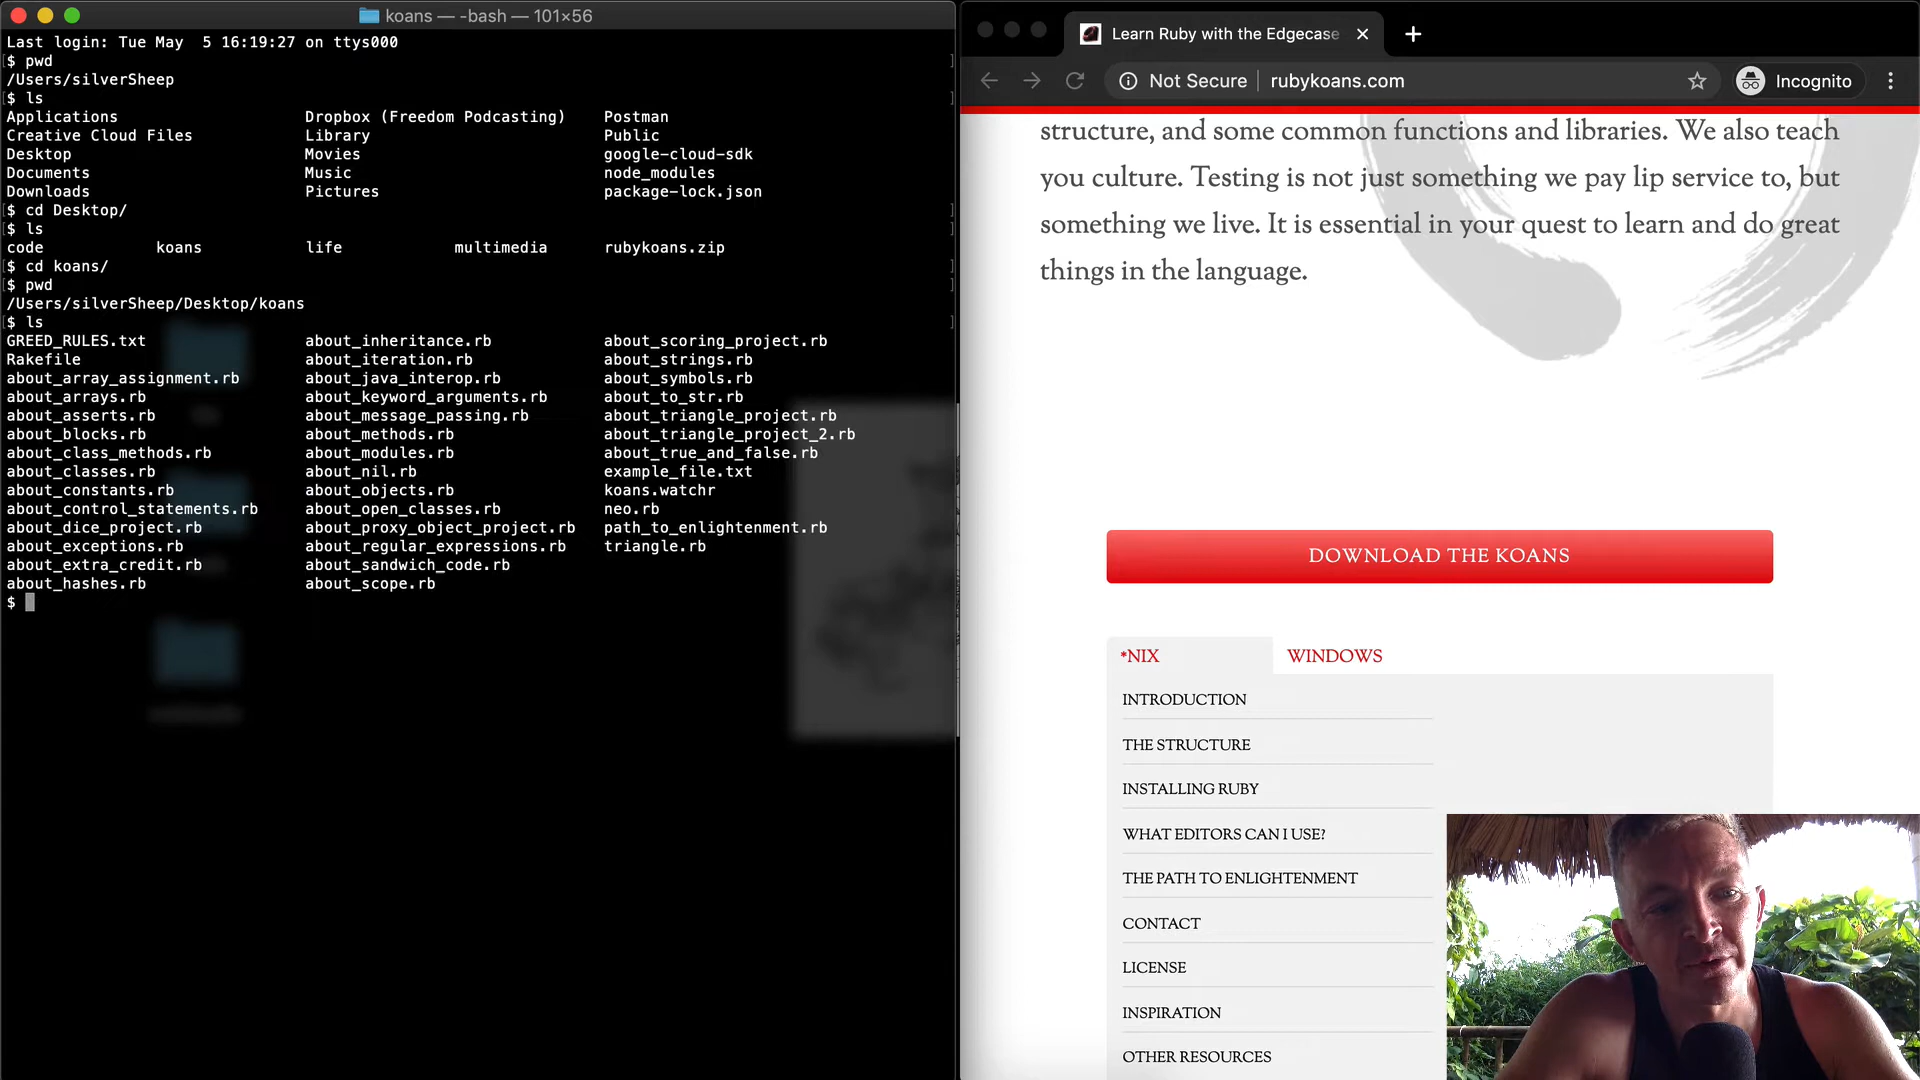 koans — -bash — 101×56
Last login: Tue May  5 16:19:27 on ttys000
[$ pwd ]
/Users/silverSheep
[$ ls ]
Applications Dropbox (Freedom Podcasting) Postman
Creative Cloud Files Library Public
Desktop Movies google-cloud-sdk
Documents Music node_modules
Downloads Pictures package-lock.json
[$ cd Desktop/ ]
[$ ls ]
code koans life multimedia rubykoans.zip
[$ cd koans/ ]
[$ pwd ]
/Users/silverSheep/Desktop/koans
[$ ls ]
GREED_RULES.txt about_inheritance.rb about_scoring_project.rb
Rakefile about_iteration.rb about_strings.rb
about_array_assignment.rb about_java_interop.rb about_symbols.rb
about_arrays.rb about_keyword_arguments.rb about_to_str.rb
about_asserts.rb about_message_passing.rb about_triangle_project.rb
about_blocks.rb about_methods.rb about_triangle_project_2.rb
about_class_methods.rb about_modules.rb about_true_and_false.rb
about_classes.rb about_nil.rb example_file.txt
about_constants.rb about_objects.rb koans.watchr
about_control_statements.rb about_open_classes.rb neo.rb
about_dice_project.rb about_proxy_object_project.rb path_to_enlightenment.rb
about_exceptions.rb about_regular_expressions.rb triangle.rb
about_extra_credit.rb about_sandwich_code.rb
about_hashes.rb about_scope.rb
$
Learn Ruby with the Edgecase
Not Secure rubykoans.com Incognito
structure, and some common functions and libraries. We also teach
you culture. Testing is not just something we pay lip service to, but
something we live. It is essential in your quest to learn and do great
things in the language.
DOWNLOAD THE KOANS
*NIX WINDOWS
INTRODUCTION
THE STRUCTURE
INSTALLING RUBY
WHAT EDITORS CAN I USE?
THE PATH TO ENLIGHTENMENT
CONTACT
LICENSE
INSPIRATION
OTHER RESOURCES